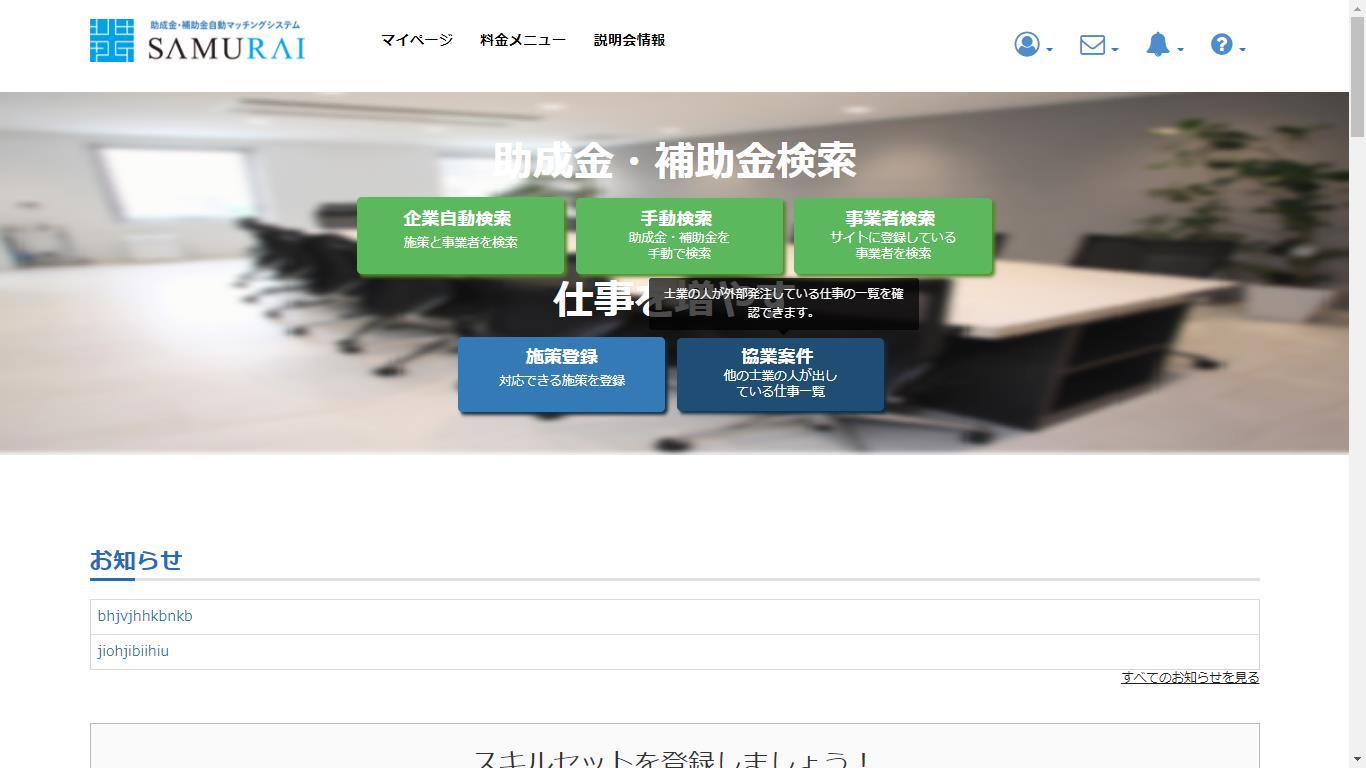 助成金・補助金自動マッチングシステム
SAMURAI
マイページ
料金メニュー
説明会情報
助成金・補助金検索
企業自動検索
施策と事業者を検索
手動検索
助成金・補助金を
手動で検索
事業者検索
サイトに登録している
事業者を検索
仕事を増やす
士業の人が外部発注している仕事の一覧を確
認できます。
施策登録
対応できる施策を登録
協業案件
他の士業の人が出し
ている仕事一覧
お知らせ
bhjvjhhkbnkb
jiohjibiihiu
すべてのお知らせを見る
スキルセットを登録しましょう！